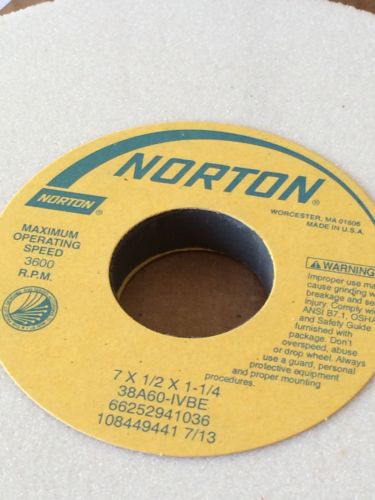 NORTON®
WORCESTER, MA 01606
MADE IN U.S.A.
NORTON®
MAXIMUM
OPERATING
SPEED
3600
R.P.M.
⚠ WARNING
Improper use ma
cause grinding w
breakage and se
injury. Comply wi
ANSI B7.1, OSHA
and Safety Guide
furnished with
package. Don't
overspeed, abuse
or drop wheel. Always
use a guard, personal
protective equipment
and proper mounting
procedures.
7 X 1/2 X 1-1/4
38A60-IVBE
66252941036
108449441 7/13